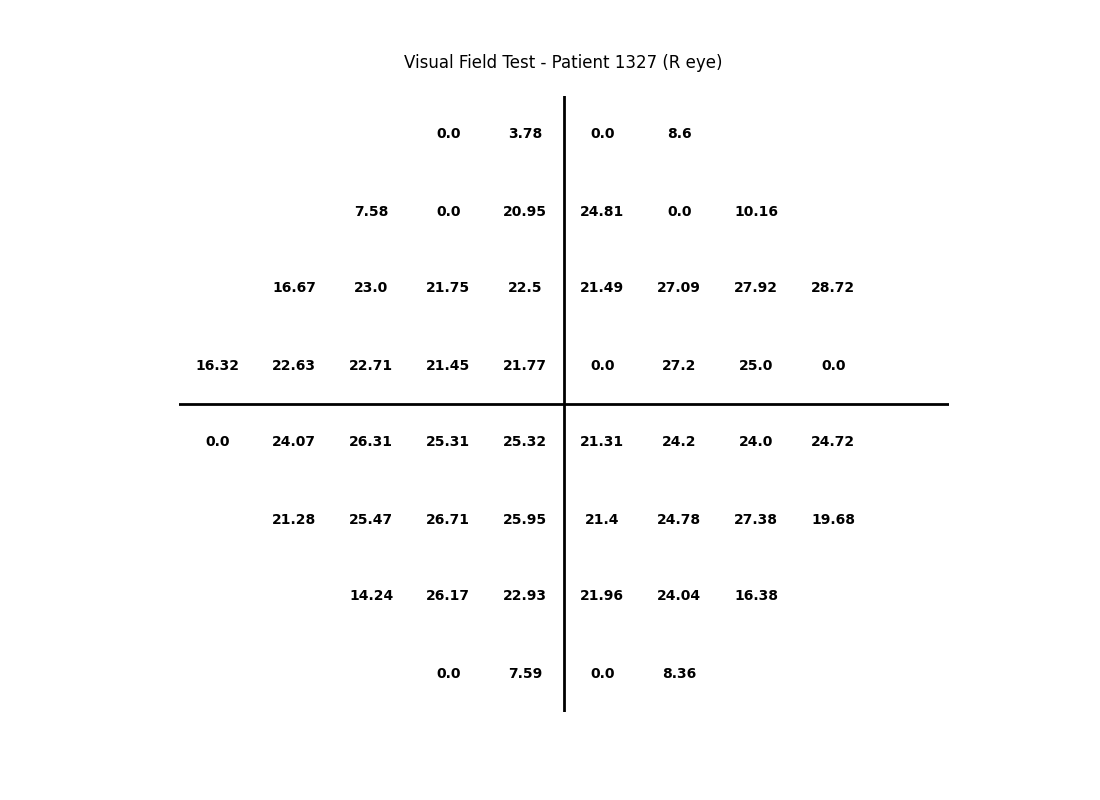 Visual Field Test - Patient 1327 (R eye)
0.0 3.78 0.0 8.6
7.58 0.0 20.95 24.81 0.0 10.16
16.67 23.0 21.75 22.5 21.49 27.09 27.92 28.72
16.32 22.63 22.71 21.45 21.77 0.0 27.2 25.0 0.0
0.0 24.07 26.31 25.31 25.32 21.31 24.2 24.0 24.72
21.28 25.47 26.71 25.95 21.4 24.78 27.38 19.68
14.24 26.17 22.93 21.96 24.04 16.38
0.0 7.59 0.0 8.36